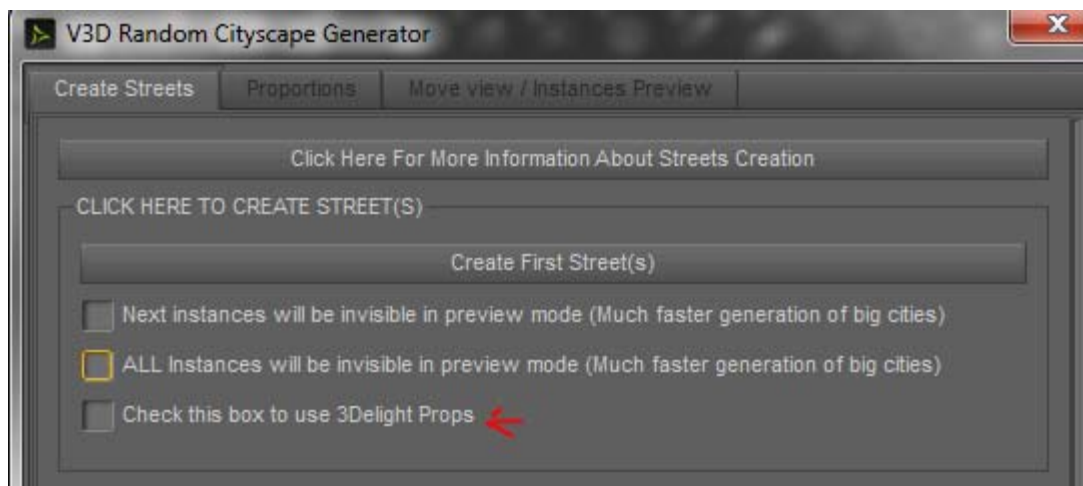 V3D Random Cityscape Generator
Create Streets Proportions Move view / Instances Preview
Click Here For More Information About Streets Creation
CLICK HERE TO CREATE STREET(S)
Create First Street(s)
Next instances will be invisible in preview mode (Much faster generation of big cities)
ALL Instances will be invisible in preview mode (Much faster generation of big cities)
Check this box to use 3Delight Props